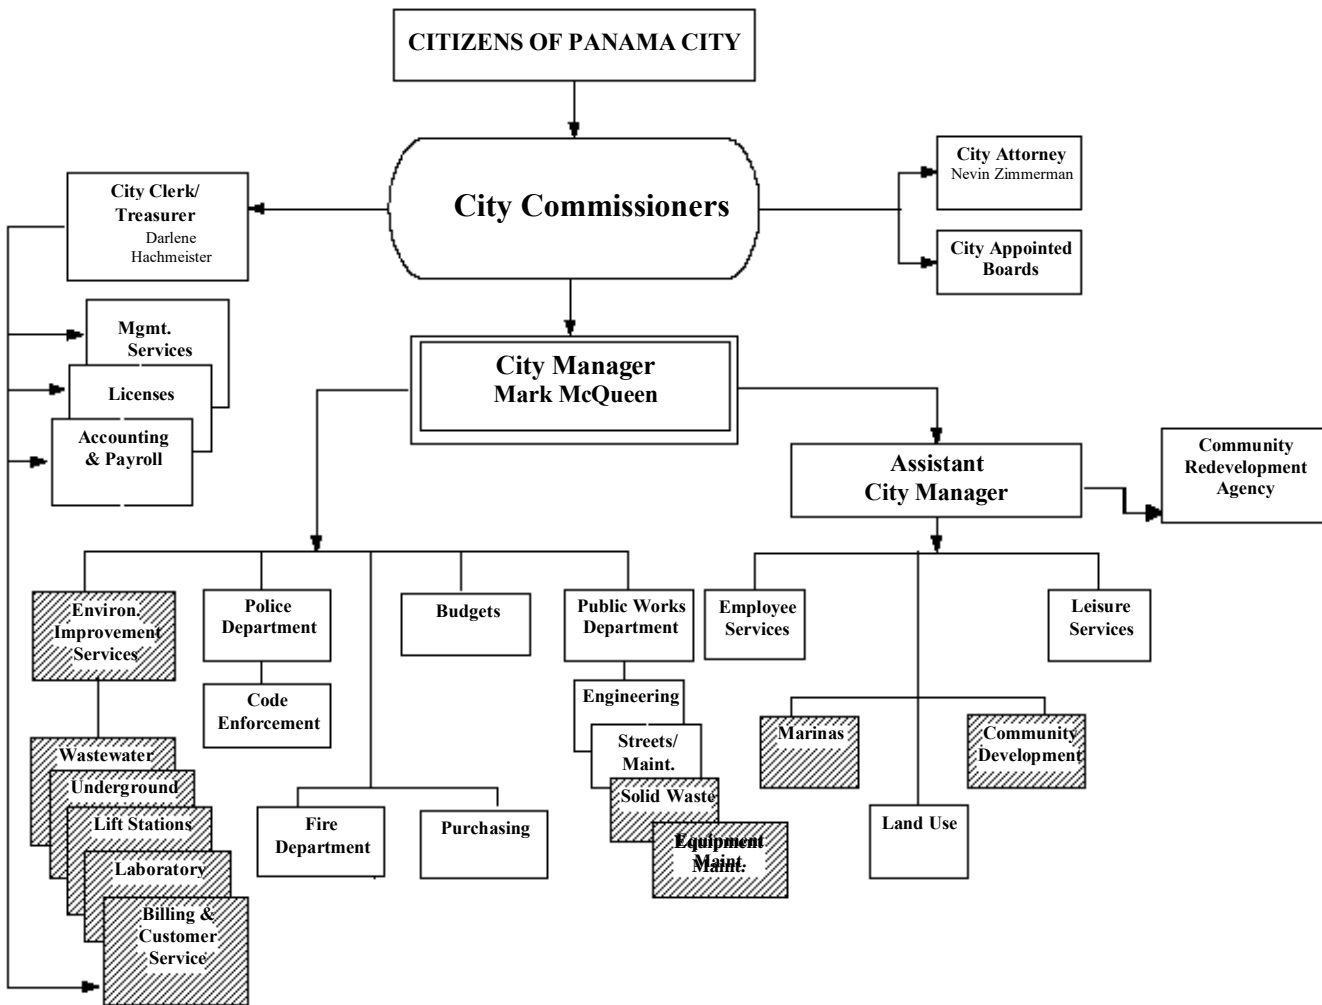 CITIZENS OF PANAMA CITY
City Commissioners
City Attorney
Nevin Zimmerman
City Appointed
Boards
City Clerk/
Treasurer
Darlene
Hachmeister
Mgmt.
Services
Licenses
Accounting
& Payroll
City Manager
Mark McQueen
Assistant
City Manager
Community
Redevelopment
Agency
Environ.
Improvement
Services
Police
Department
Budgets
Public Works
Department
Employee
Services
Leisure
Services
Code
Enforcement
Engineering
Streets/
Maint.
Solid Waste
Equipment
Maint.
Marinas
Community
Development
Wastewater
Underground
Lift Stations
Laboratory
Billing &
Customer
Service
Fire
Department
Purchasing
Land Use